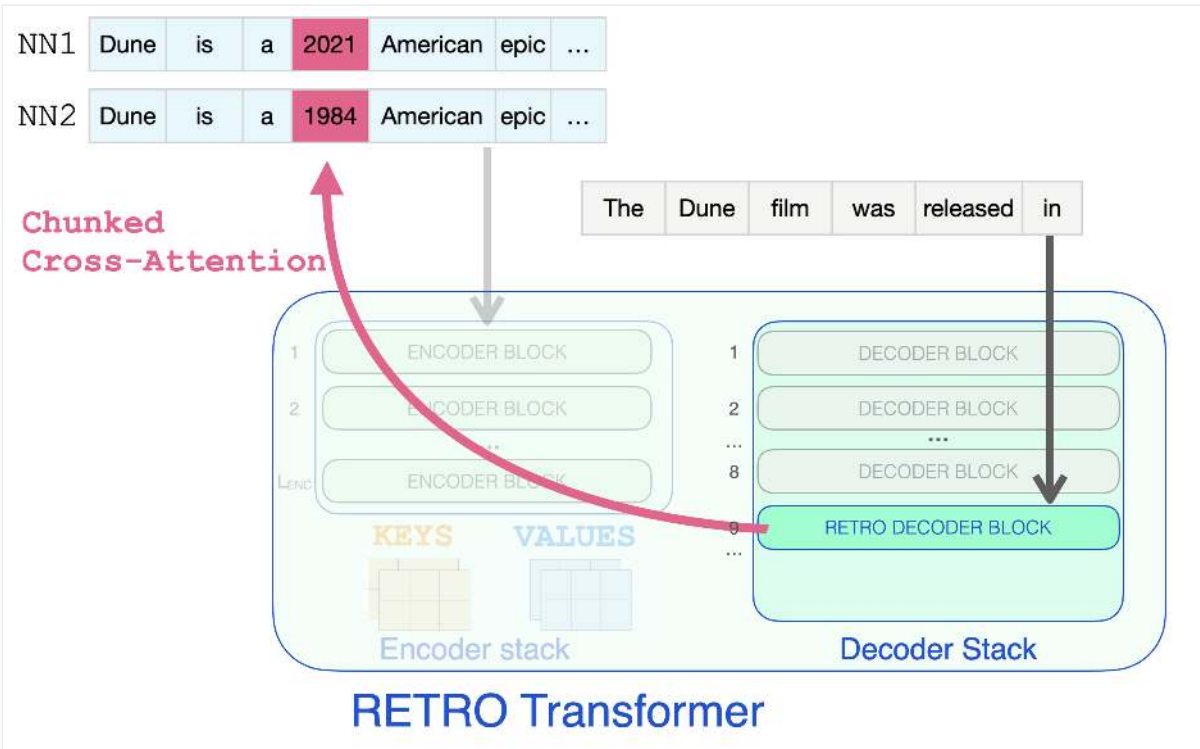 NN1 Dune is a 2021 American epic ...
NN2 Dune is a 1984 American epic ...
The Dune film was released in
Chunked
Cross-Attention
1 ENCODER BLOCK 1 DECODER BLOCK
2 ENCODER BLOCK 2 DECODER BLOCK
... ... ...
LENC ENCODER BLOCK 8 DECODER BLOCK
KEYS VALUES 9 RETRO DECODER BLOCK
...
Encoder stack Decoder Stack
RETRO Transformer